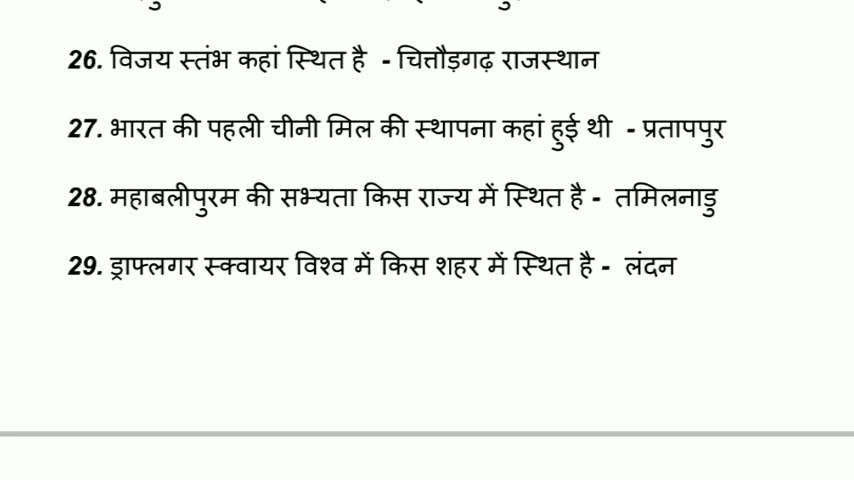 26. विजय स्तंभ कहां स्थित है - चित्तौड़गढ़ राजस्थान
27. भारत की पहली चीनी मिल की स्थापना कहां हुई थी - प्रतापपुर
28. महाबलीपुरम की सभ्यता किस राज्य में स्थित है - तमिलनाडु
29. ड्राफ्लगर स्क्वायर विश्व में किस शहर में स्थित है - लंदन